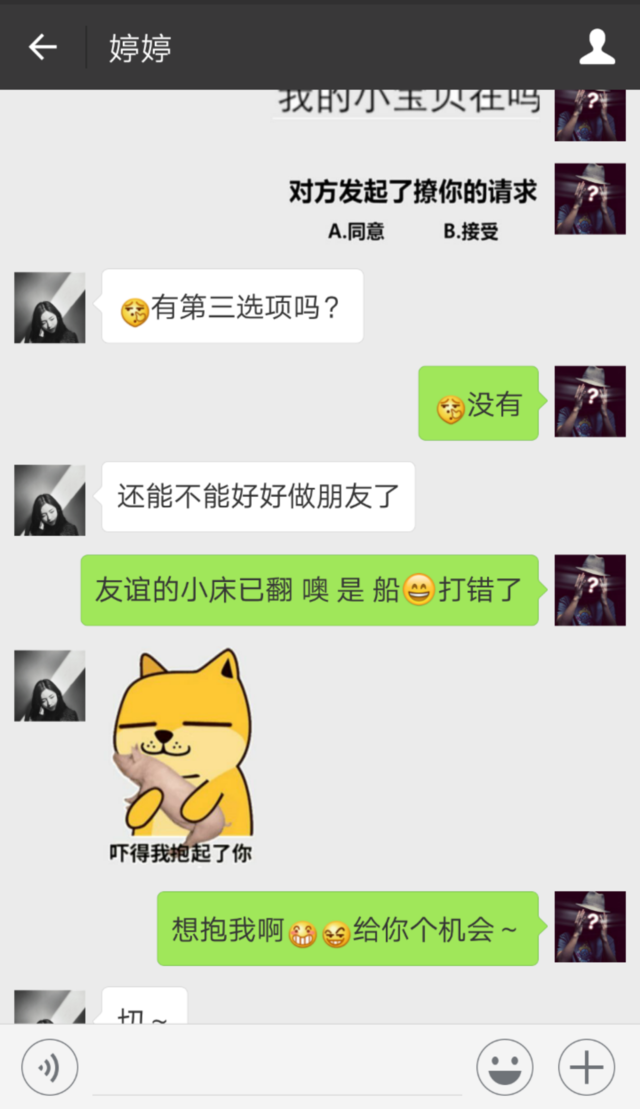 婷婷
我的小宝贝在吗
对方发起了撩你的请求
A.同意 B.接受
有第三选项吗？
没有
还能不能好好做朋友了
友谊的小床已翻 噢 是 船😄打错了
吓得我抱起了你
想抱我啊😁😆给你个机会～
切～